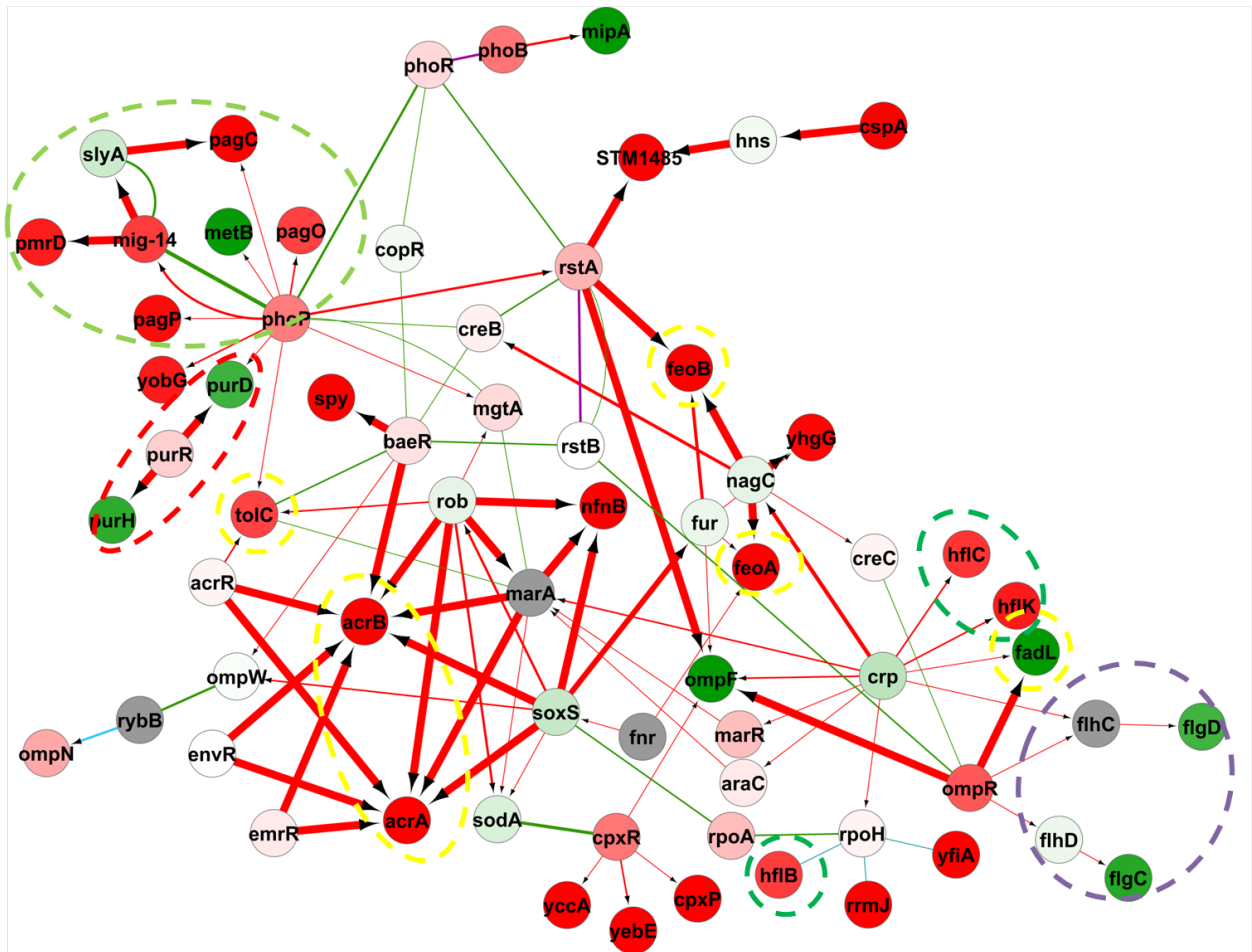 mipA
phoB
phoR
cspA
pagC
hns
slyA
STM1485
metB
pagO
pmrD
mig-14
copR
rstA
pagP
phoP
creB
feoB
yobG
purD
spy
mgtA
yhgG
baeR
rstB
purR
nagC
rob
nfnB
purH
tolC
fur
hflC
creC
feoA
acrR
marA
hflK
acrB
fadL
ompW
ompF
crp
rybB
soxS
flhC
flgD
ompN
envR
fnr
marR
araC
ompR
acrA
sodA
emrR
cpxR
rpoA
rpoH
flhD
yfiA
hflB
flgC
cpxP
yccA
rrmJ
yebE